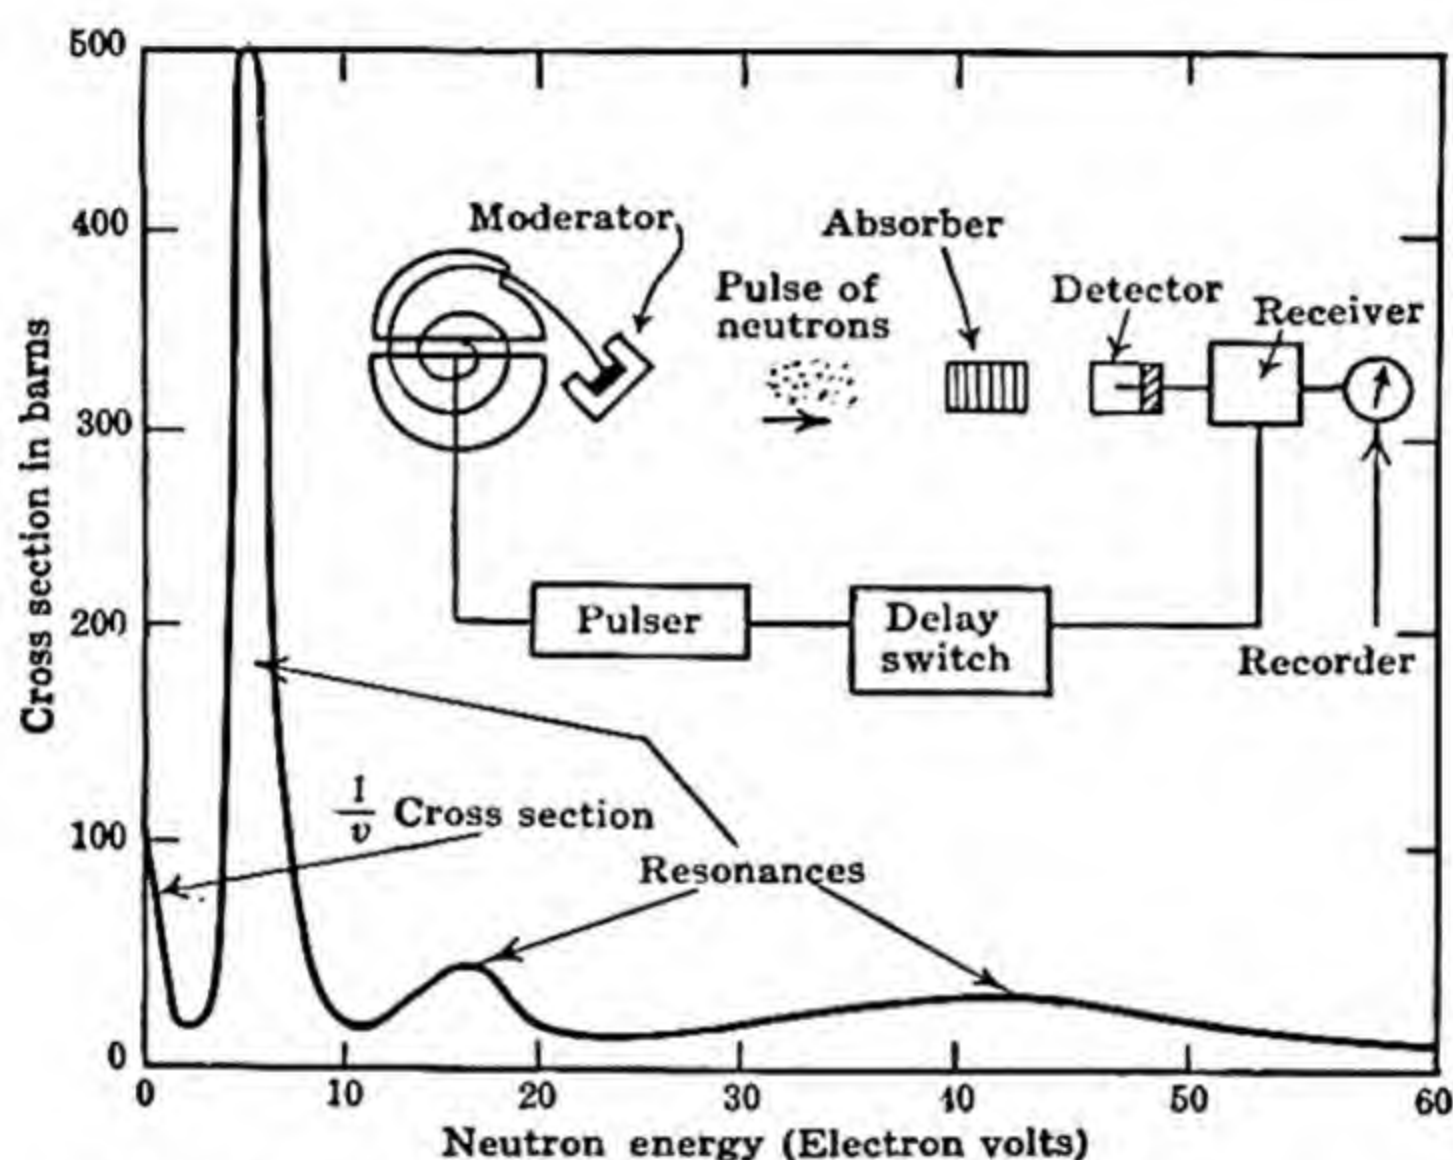 500
400
300
200
100
0
Cross section in barns
Moderator
Absorber
Pulse of
neutrons
Detector
Receiver
Pulser
Delay
switch
Recorder
1
v
Cross section
Resonances
0 10 20 30 40 50 60
Neutron energy (Electron volts)